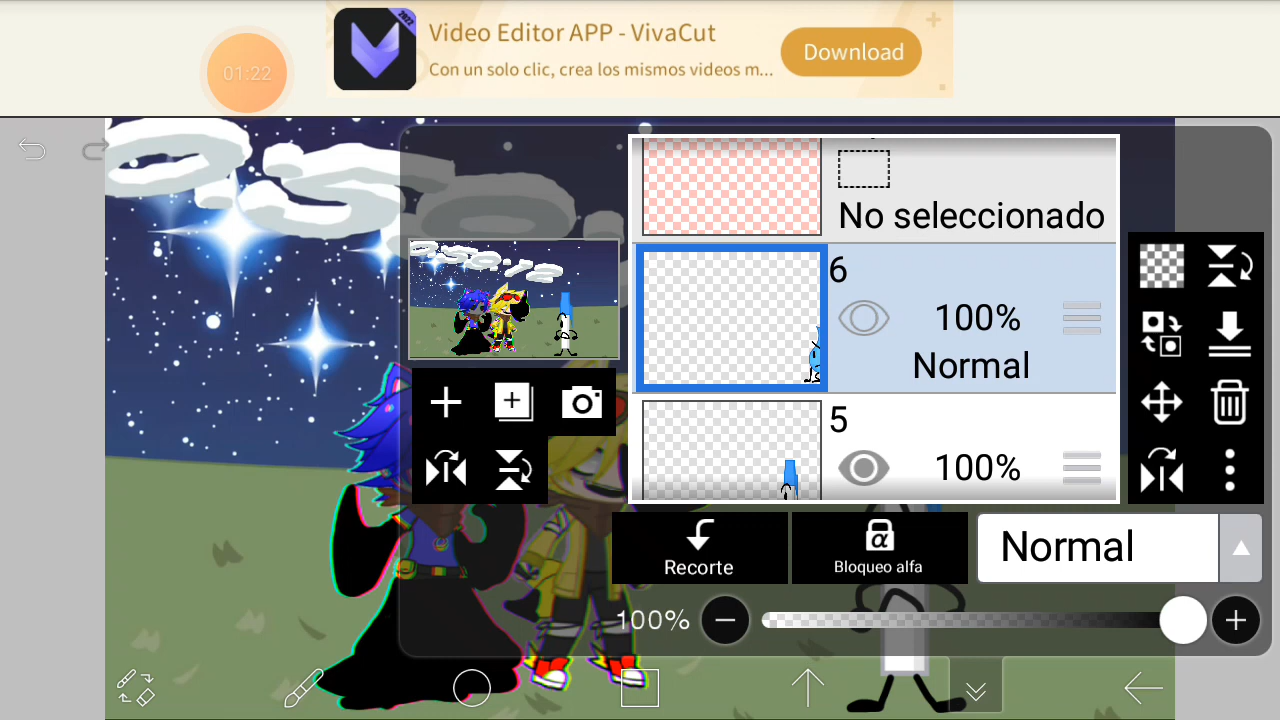 2022
Video Editor APP - VivaCut
Con un solo clic, crea los mismos videos m...
Download
01:22
No seleccionado
6
100%
Normal
5
100%
Recorte
α
Bloqueo alfa
Normal
100%